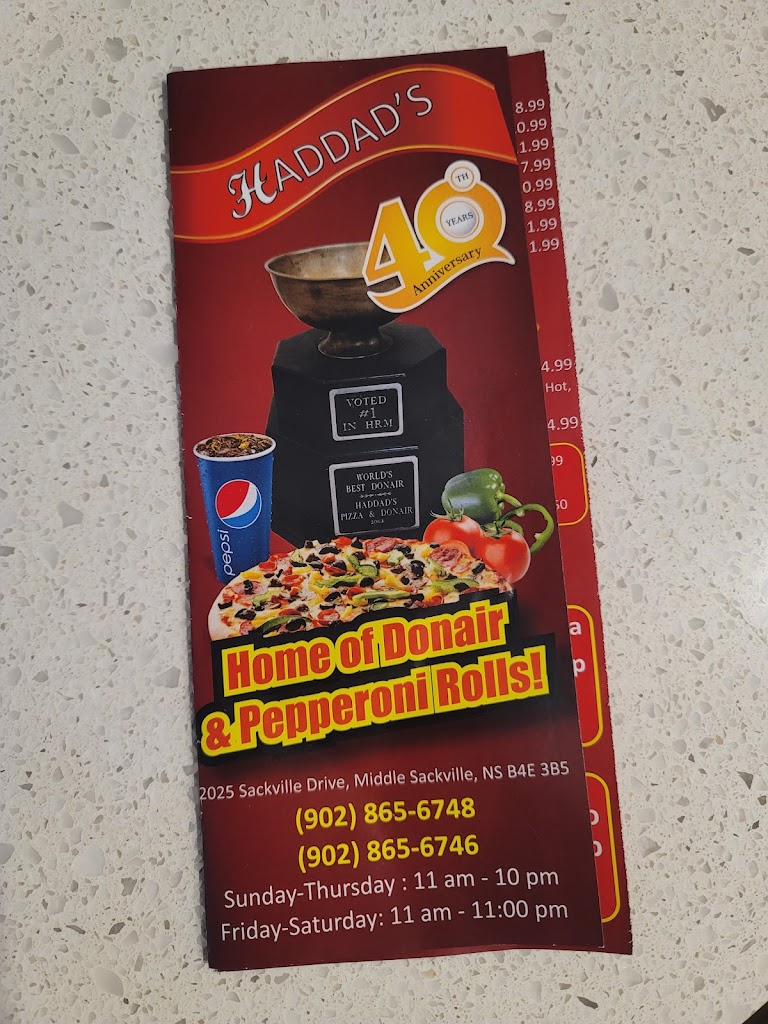 HADDAD'S
40
TH
YEARS
Anniversary
VOTED
#1
IN HRM
WORLD'S
BEST DONAIR
HADDAD'S
PIZZA & DONAIR
pepsi
Home of Donair
& Pepperoni Rolls!
2025 Sackville Drive, Middle Sackville, NS B4E 3B5
(902) 865-6748
(902) 865-6746
Sunday-Thursday : 11 am - 10 pm
Friday-Saturday: 11 am - 11:00 pm
8.99
0.99
1.99
7.99
0.99
8.99
1.99
1.99
4.99
Hot,
4.99
99
50
a
p
o
p